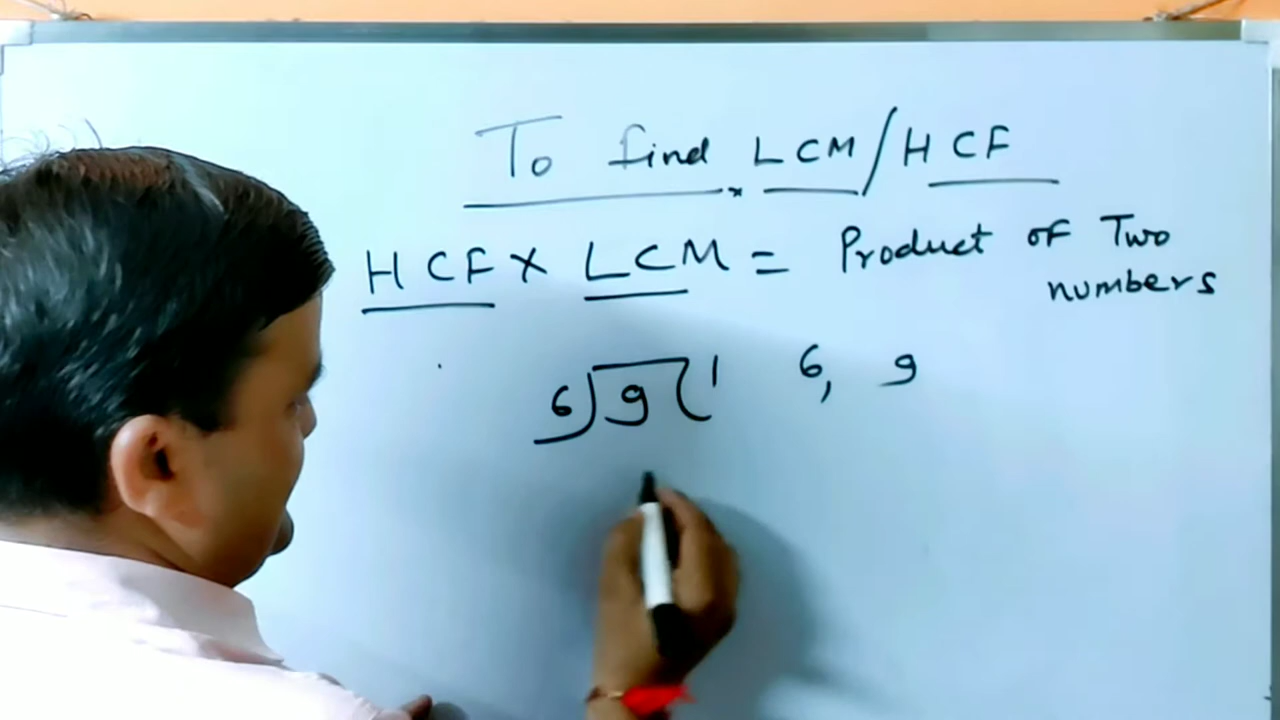 To find LCM/HCF
HCF x LCM = Product of Two
numbers
6)9(1 6, 9